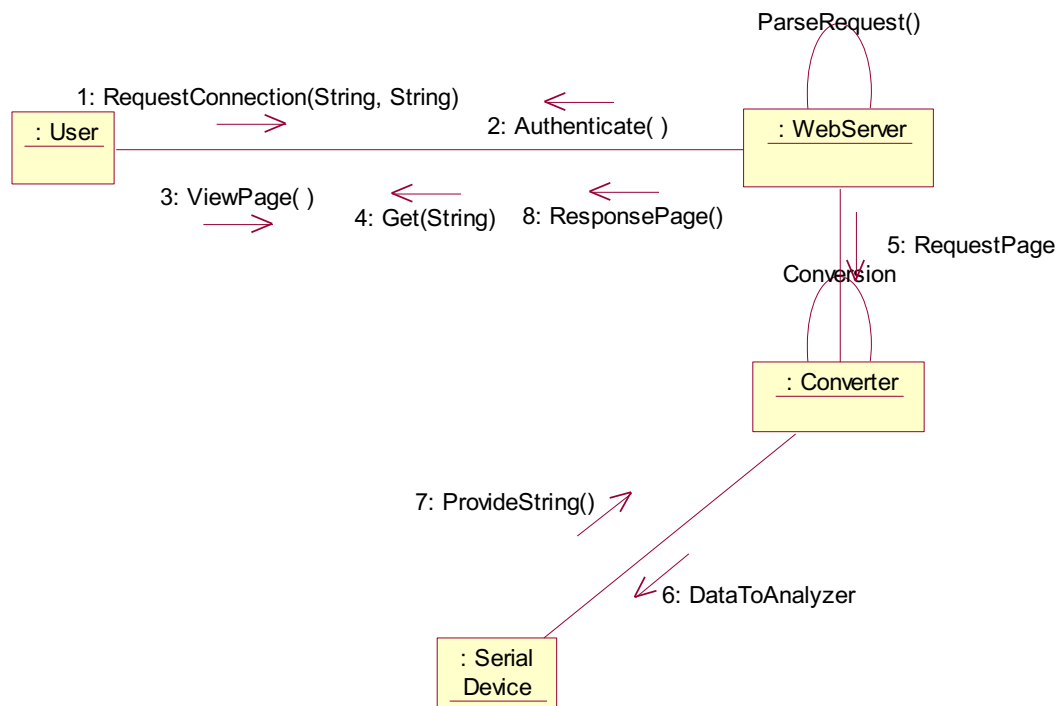 ParseRequest()
1: RequestConnection(String, String)
: User
2: Authenticate( )
: WebServer
3: ViewPage( )
4: Get(String)
8: ResponsePage()
5: RequestPage
Conversion
: Converter
7: ProvideString()
6: DataToAnalyzer
: Serial
Device